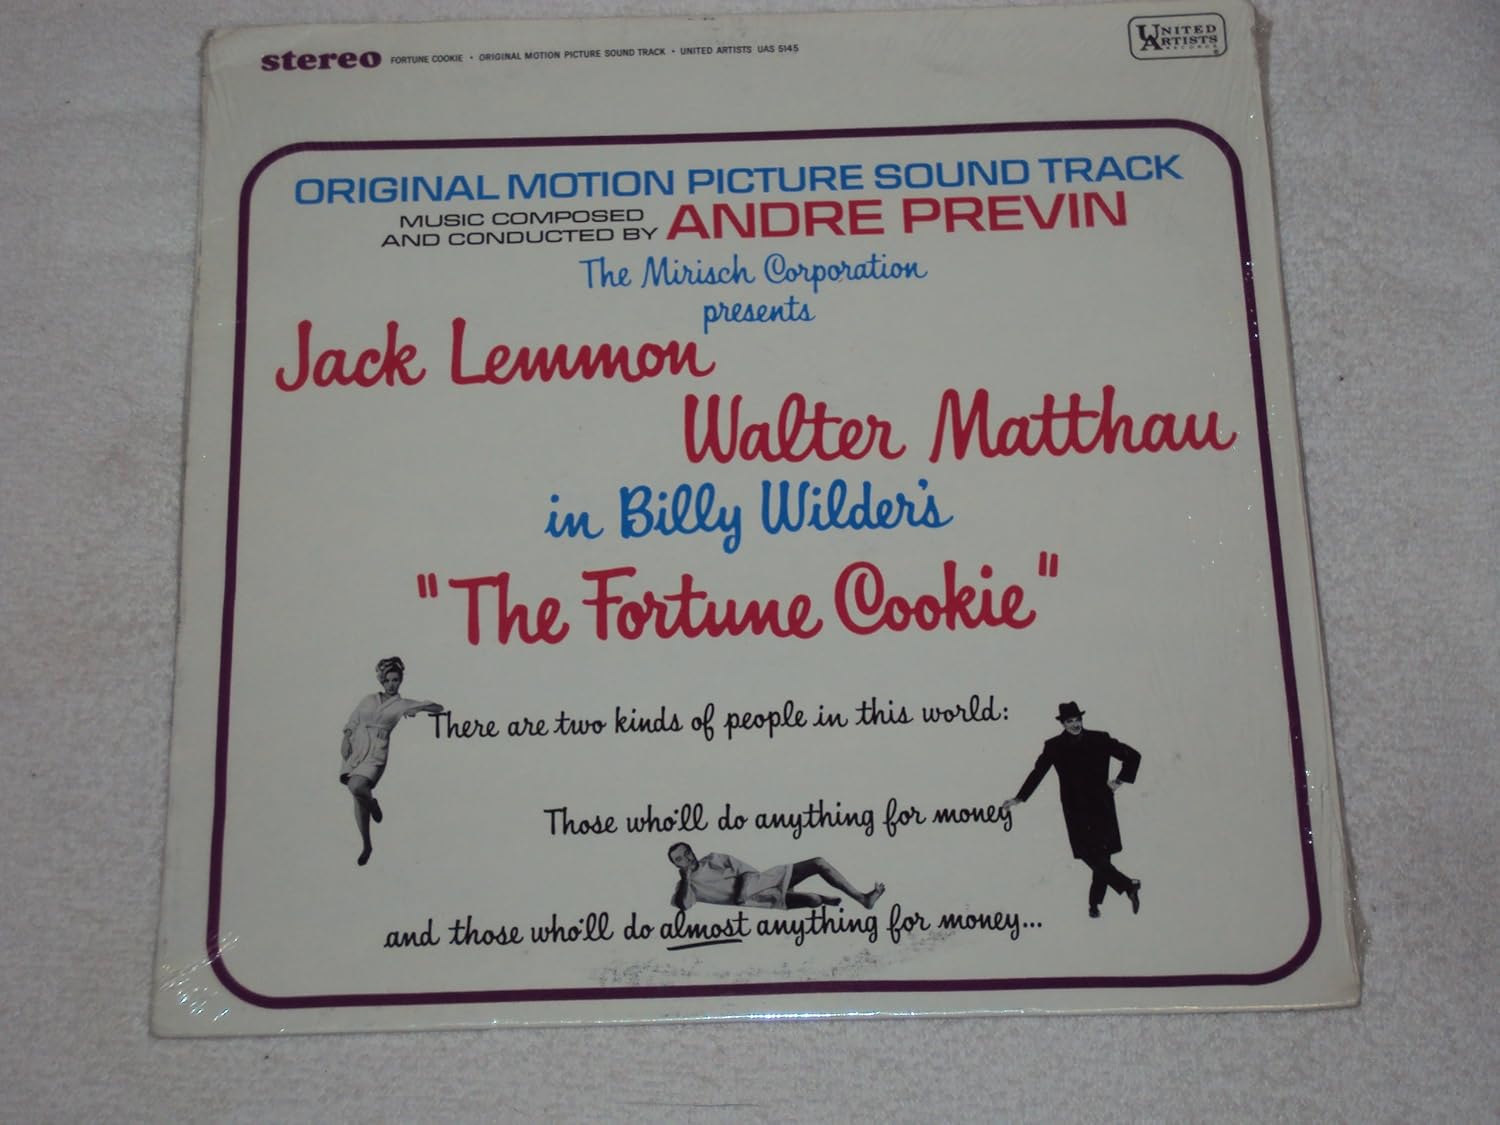 stereo FORTUNE COOKIE • ORIGINAL MOTION PICTURE SOUND TRACK • UNITED ARTISTS UAS 5145
UNITED
ARTISTS
RECORDS
ORIGINAL MOTION PICTURE SOUND TRACK
MUSIC COMPOSED
AND CONDUCTED BY ANDRE PREVIN
The Mirisch Corporation
presents
Jack Lemmon
Walter Matthau
in Billy Wilder's
"The Fortune Cookie"
There are two kinds of people in this world:
Those who'll do anything for money
and those who'll do almost anything for money...